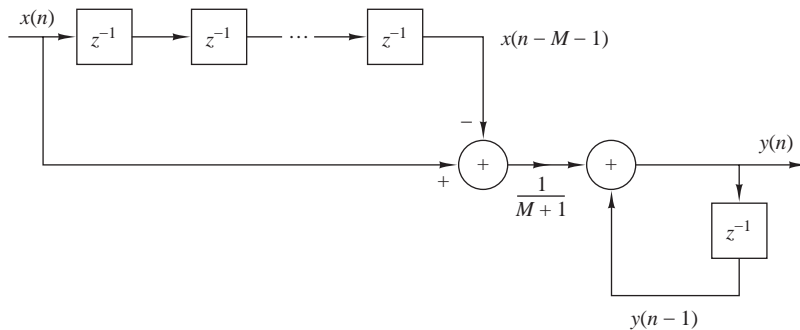 x(n)
z⁻¹
z⁻¹
...
z⁻¹
x(n – M – 1)
–
+
+
1
M + 1
+
y(n)
z⁻¹
y(n – 1)